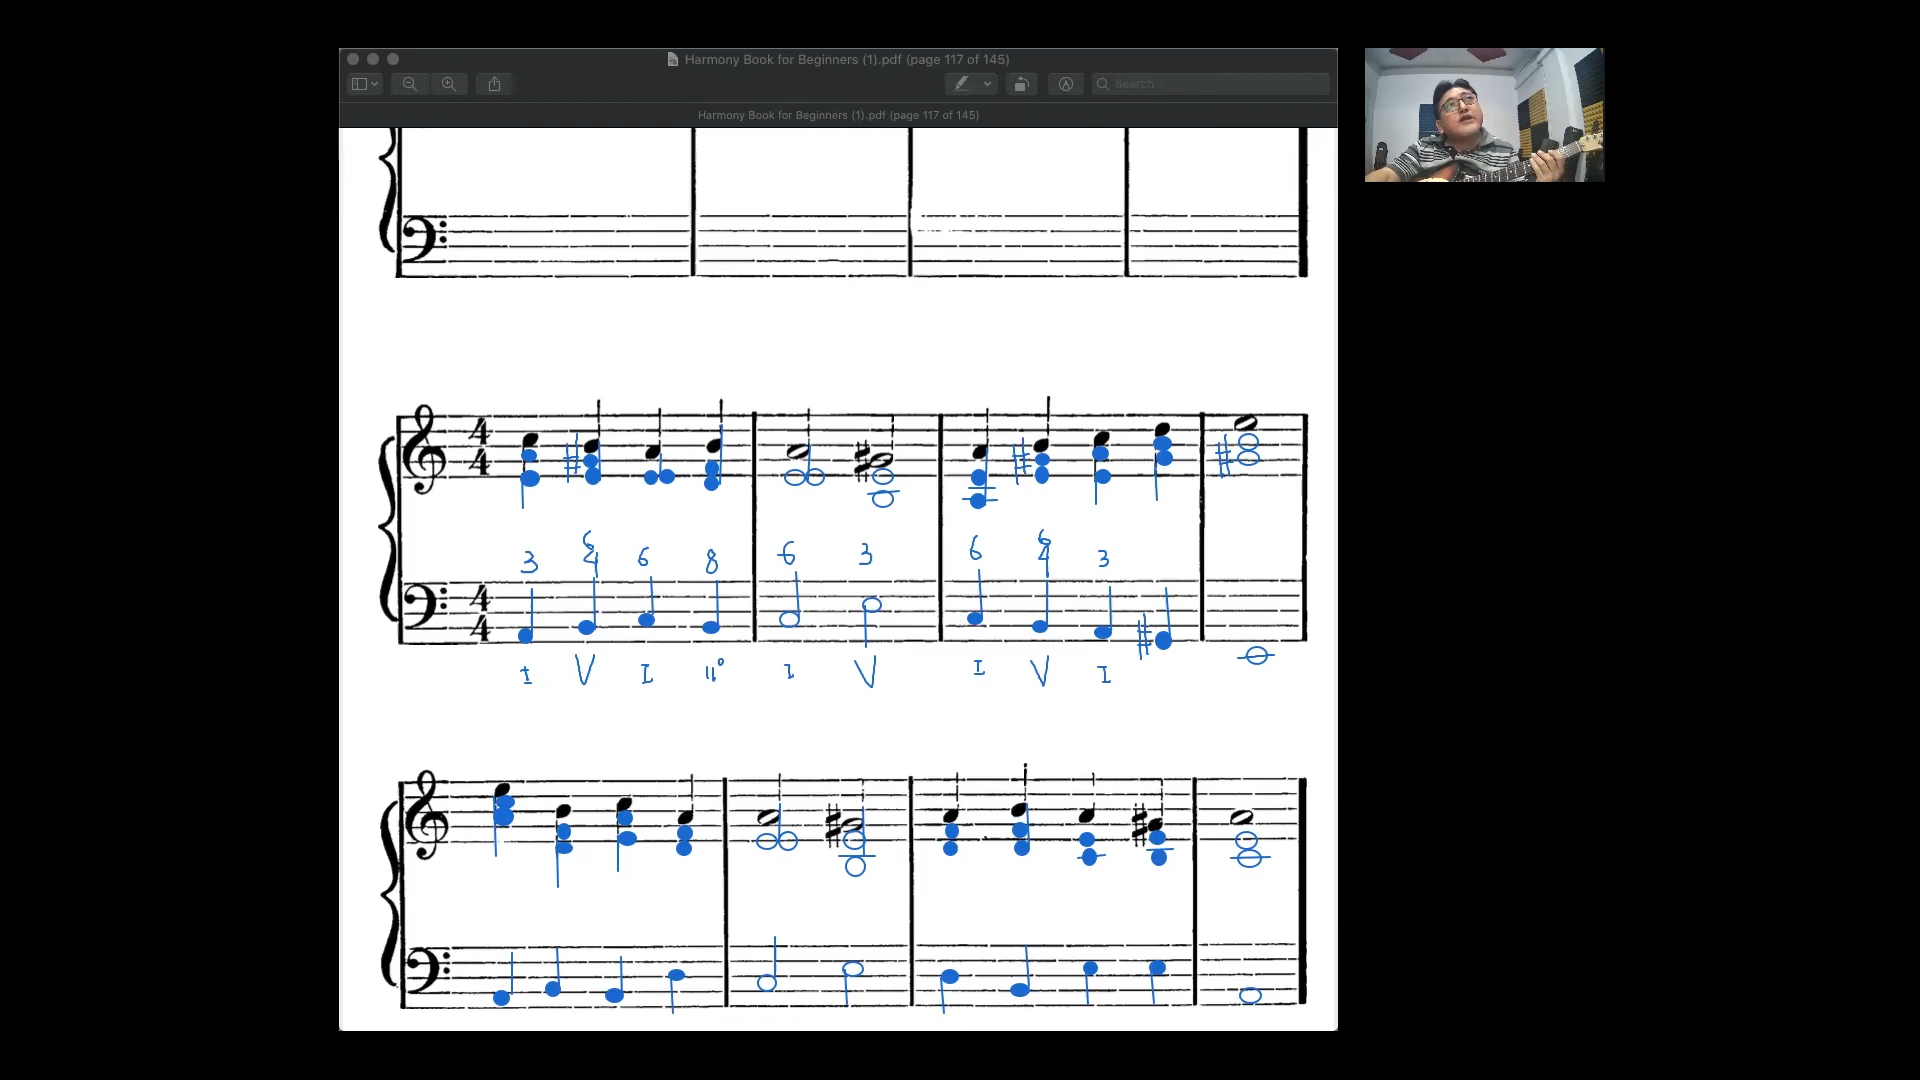 Harmony Book for Beginners (1).pdf (page 117 of 145)
Search
Harmony Book for Beginners (1).pdf (page 117 of 145)
4 4
3 6 4 6 8 6 3 6 6 4 3
4 4
I V I ii° I V I V I